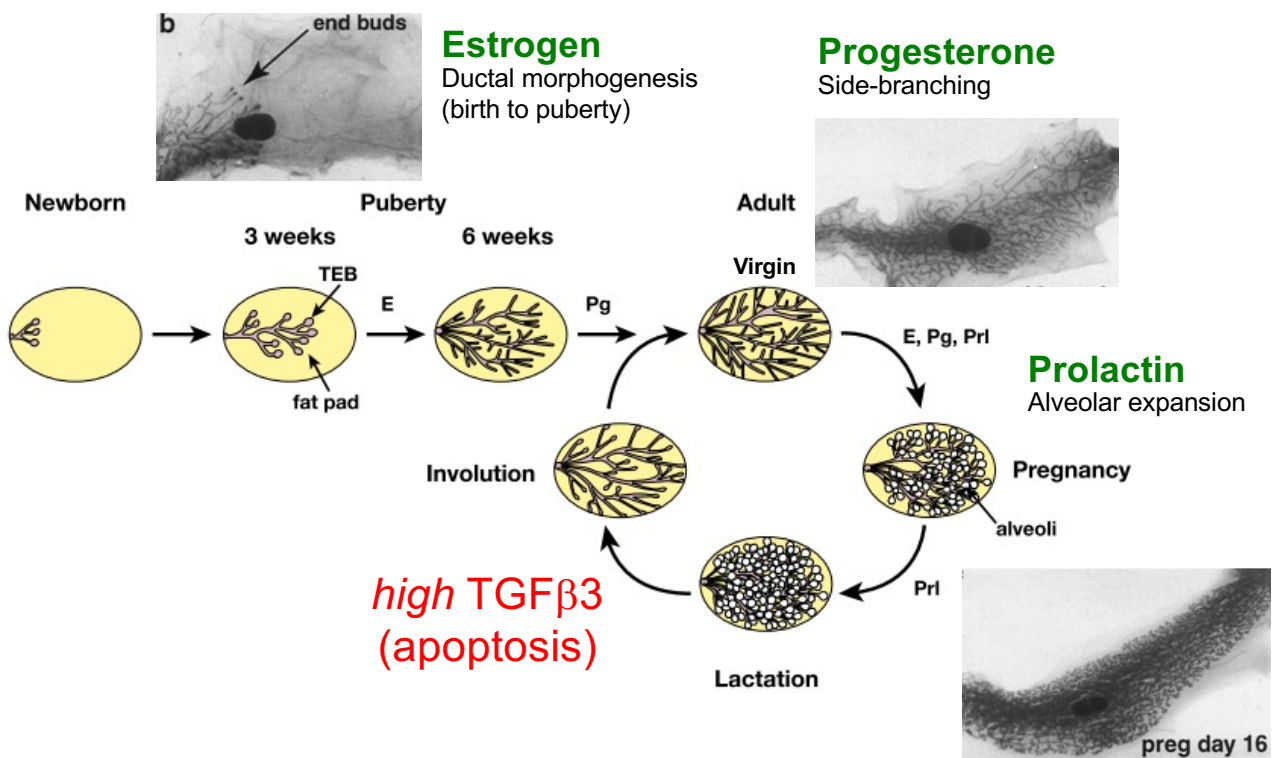 b
end buds
Estrogen
Ductal morphogenesis
(birth to puberty)
Progesterone
Side-branching
Newborn
Puberty
Adult
3 weeks
6 weeks
Virgin
TEB
E
Pg
fat pad
E, Pg, Prl
Prolactin
Alveolar expansion
Involution
Pregnancy
alveoli
high TGFβ3
(apoptosis)
Prl
Lactation
preg day 16